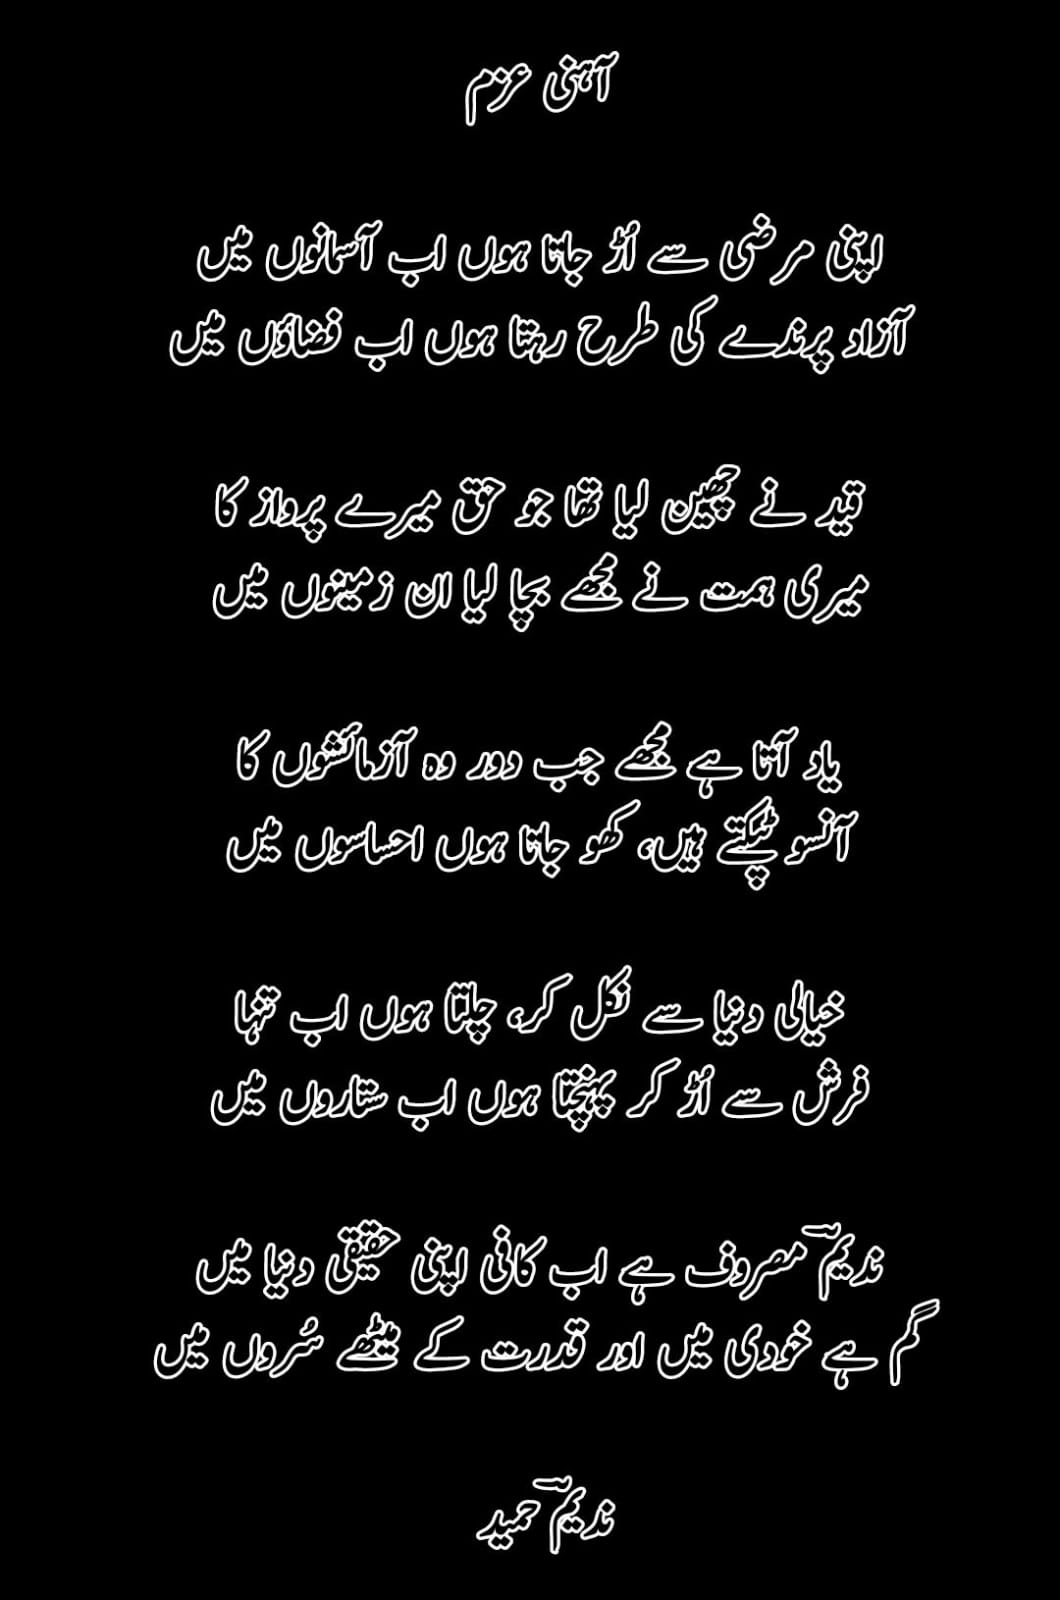 آہنی عزم
اپنی مرضی سے اُڑ جاتا ہوں اب آسمانوں میں
آزاد پرندے کی طرح رہتا ہوں اب فضاؤں میں
قید نے چھین لیا تھا جو حق میرے پرواز کا
میری ہمت نے مجھے بچا لیا ان زمینوں میں
یاد آتا ہے مجھے جب دور وہ آزمائشوں کا
آنسو ٹپکتے ہیں، کھو جاتا ہوں احساسوں میں
خیالی دنیا سے نکل کر، چلتا ہوں اب تنہا
فرش سے اُڑ کر پہنچتا ہوں اب ستاروں میں
ندیمؔ مصروف ہے اب کافی اپنی حقیقی دنیا میں
گم ہے خودی میں اور قدرت کے میٹھے سُروں میں
ندیمؔ حمید